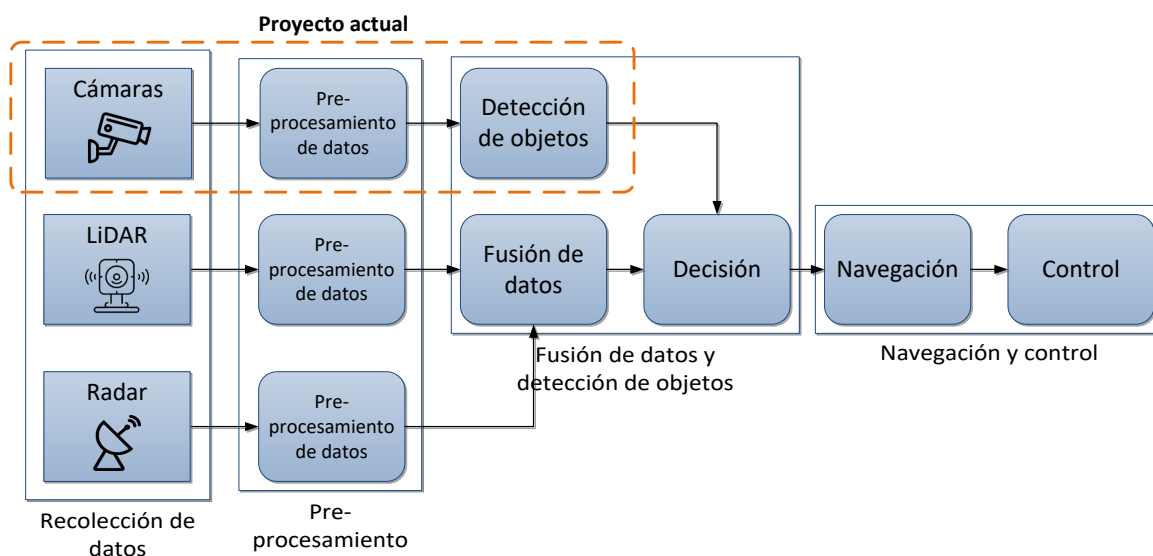 Proyecto actual
Cámaras
Pre-
procesamiento
de datos
Detección
de objetos
LiDAR
Pre-
procesamiento
de datos
Fusión de
datos
Decisión
Navegación
Control
Radar
Pre-
procesamiento
de datos
Fusión de datos y
detección de objetos
Navegación y control
Recolección de
datos
Pre-
procesamiento